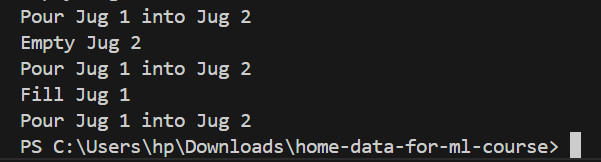 Pour Jug 1 into Jug 2
Empty Jug 2
Pour Jug 1 into Jug 2
Fill Jug 1
Pour Jug 1 into Jug 2
PS C:\Users\hp\Downloads\home-data-for-ml-course>